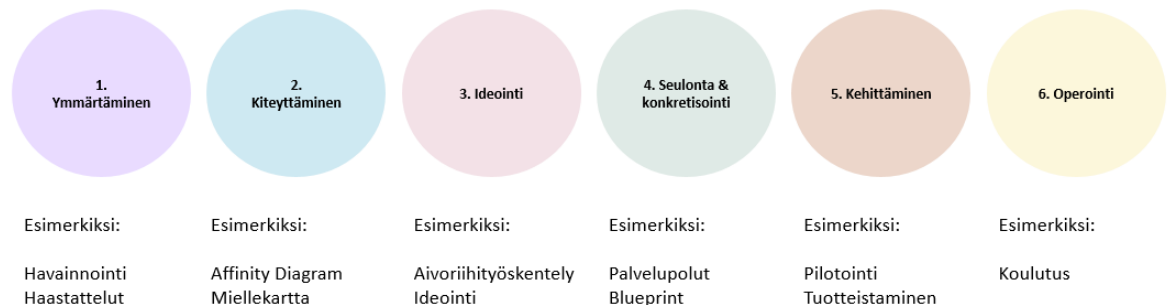 1.
Ymmärtäminen
2.
Kiteyttäminen
3. Ideointi
4. Seulonta &
konkretisointi
5. Kehittäminen
6. Operointi
Esimerkiksi:
Havainnointi
Haastattelut
Esimerkiksi:
Affinity Diagram
Miellekartta
Esimerkiksi:
Aivoriihityöskentely
Ideointi
Esimerkiksi:
Palvelupolut
Blueprint
Esimerkiksi:
Pilotointi
Tuotteistaminen
Esimerkiksi:
Koulutus